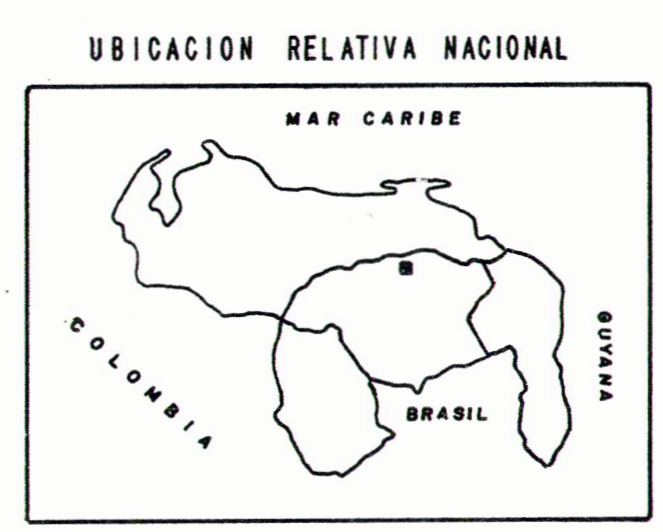 UBICACION RELATIVA NACIONAL
MAR CARIBE
COLOMBIA
GUYANA
BRASIL